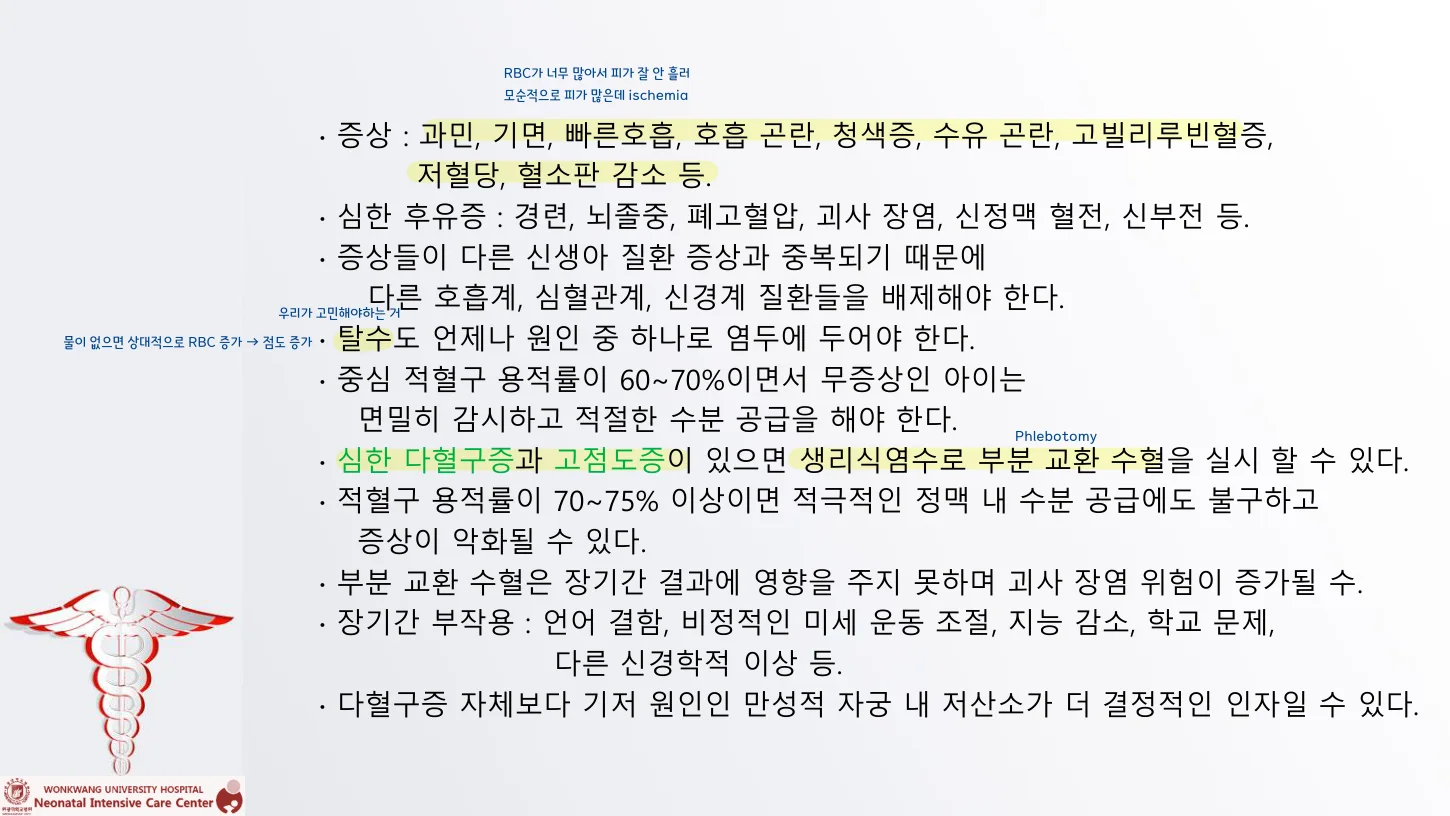 RBC가 너무 많아서 피가 잘 안 흘러
모순적으로 피가 많은데 ischemia
• 증상 : 과민, 기면, 빠른호흡, 호흡 곤란, 청색증, 수유 곤란, 고빌리루빈혈증,
저혈당, 혈소판 감소 등.
• 심한 후유증 : 경련, 뇌졸중, 폐고혈압, 괴사 장염, 신정맥 혈전, 신부전 등.
• 증상들이 다른 신생아 질환 증상과 중복되기 때문에
다른 호흡계, 심혈관계, 신경계 질환들을 배제해야 한다.
우리가 고민해야하는 거
물이 없으면 상대적으로 RBC 증가 → 점도 증가
• 탈수도 언제나 원인 중 하나로 염두에 두어야 한다.
• 중심 적혈구 용적률이 60~70%이면서 무증상인 아이는
면밀히 감시하고 적절한 수분 공급을 해야 한다.
Phlebotomy
• 심한 다혈구증과 고점도증이 있으면 생리식염수로 부분 교환 수혈을 실시 할 수 있다.
• 적혈구 용적률이 70~75% 이상이면 적극적인 정맥 내 수분 공급에도 불구하고
증상이 악화될 수 있다.
• 부분 교환 수혈은 장기간 결과에 영향을 주지 못하며 괴사 장염 위험이 증가될 수.
• 장기간 부작용 : 언어 결함, 비정적인 미세 운동 조절, 지능 감소, 학교 문제,
다른 신경학적 이상 등.
• 다혈구증 자체보다 기저 원인인 만성적 자궁 내 저산소가 더 결정적인 인자일 수 있다.
WONKWANG UNIVERSITY HOSPITAL
Neonatal Intensive Care Center